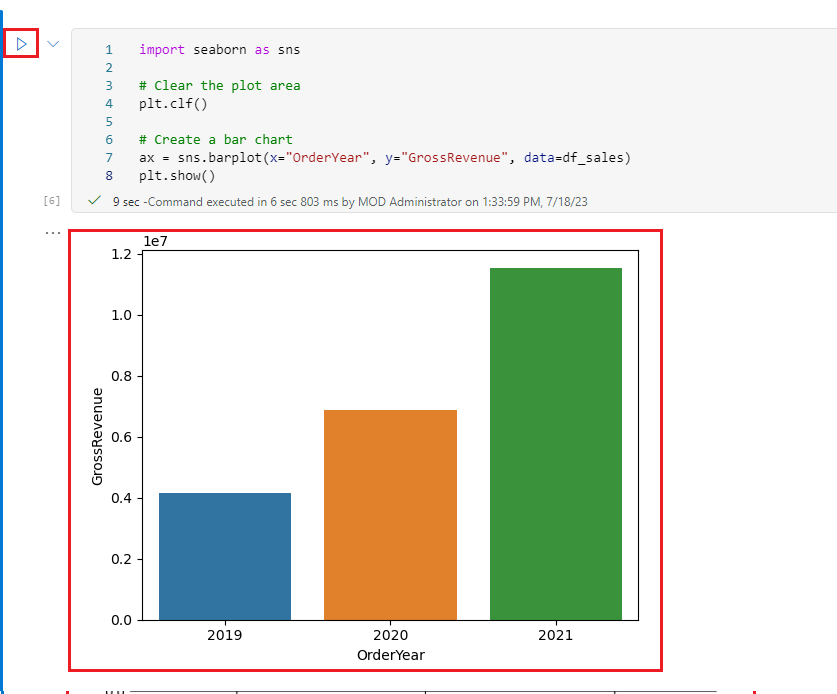 1 import seaborn as sns
2
3 # Clear the plot area
4 plt.clf()
5
6 # Create a bar chart
7 ax = sns.barplot(x="OrderYear", y="GrossRevenue", data=df_sales)
8 plt.show()
[6] 9 sec -Command executed in 6 sec 803 ms by MOD Administrator on 1:33:59 PM, 7/18/23
...
1e7
1.2
1.0
0.8
GrossRevenue
0.6
0.4
0.2
0.0
2019 2020 2021
OrderYear